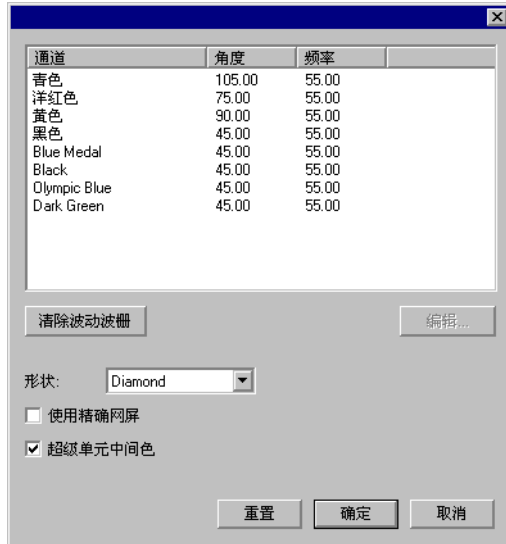 通道 角度 频率
青色 105.00 55.00
洋红色 75.00 55.00
黄色 90.00 55.00
黑色 45.00 55.00
Blue Medal 45.00 55.00
Black 45.00 55.00
Olympic Blue 45.00 55.00
Dark Green 45.00 55.00
清除波动波栅 编辑...
形状: Diamond
使用精确网屏
超级单元中间色
重置 确定 取消